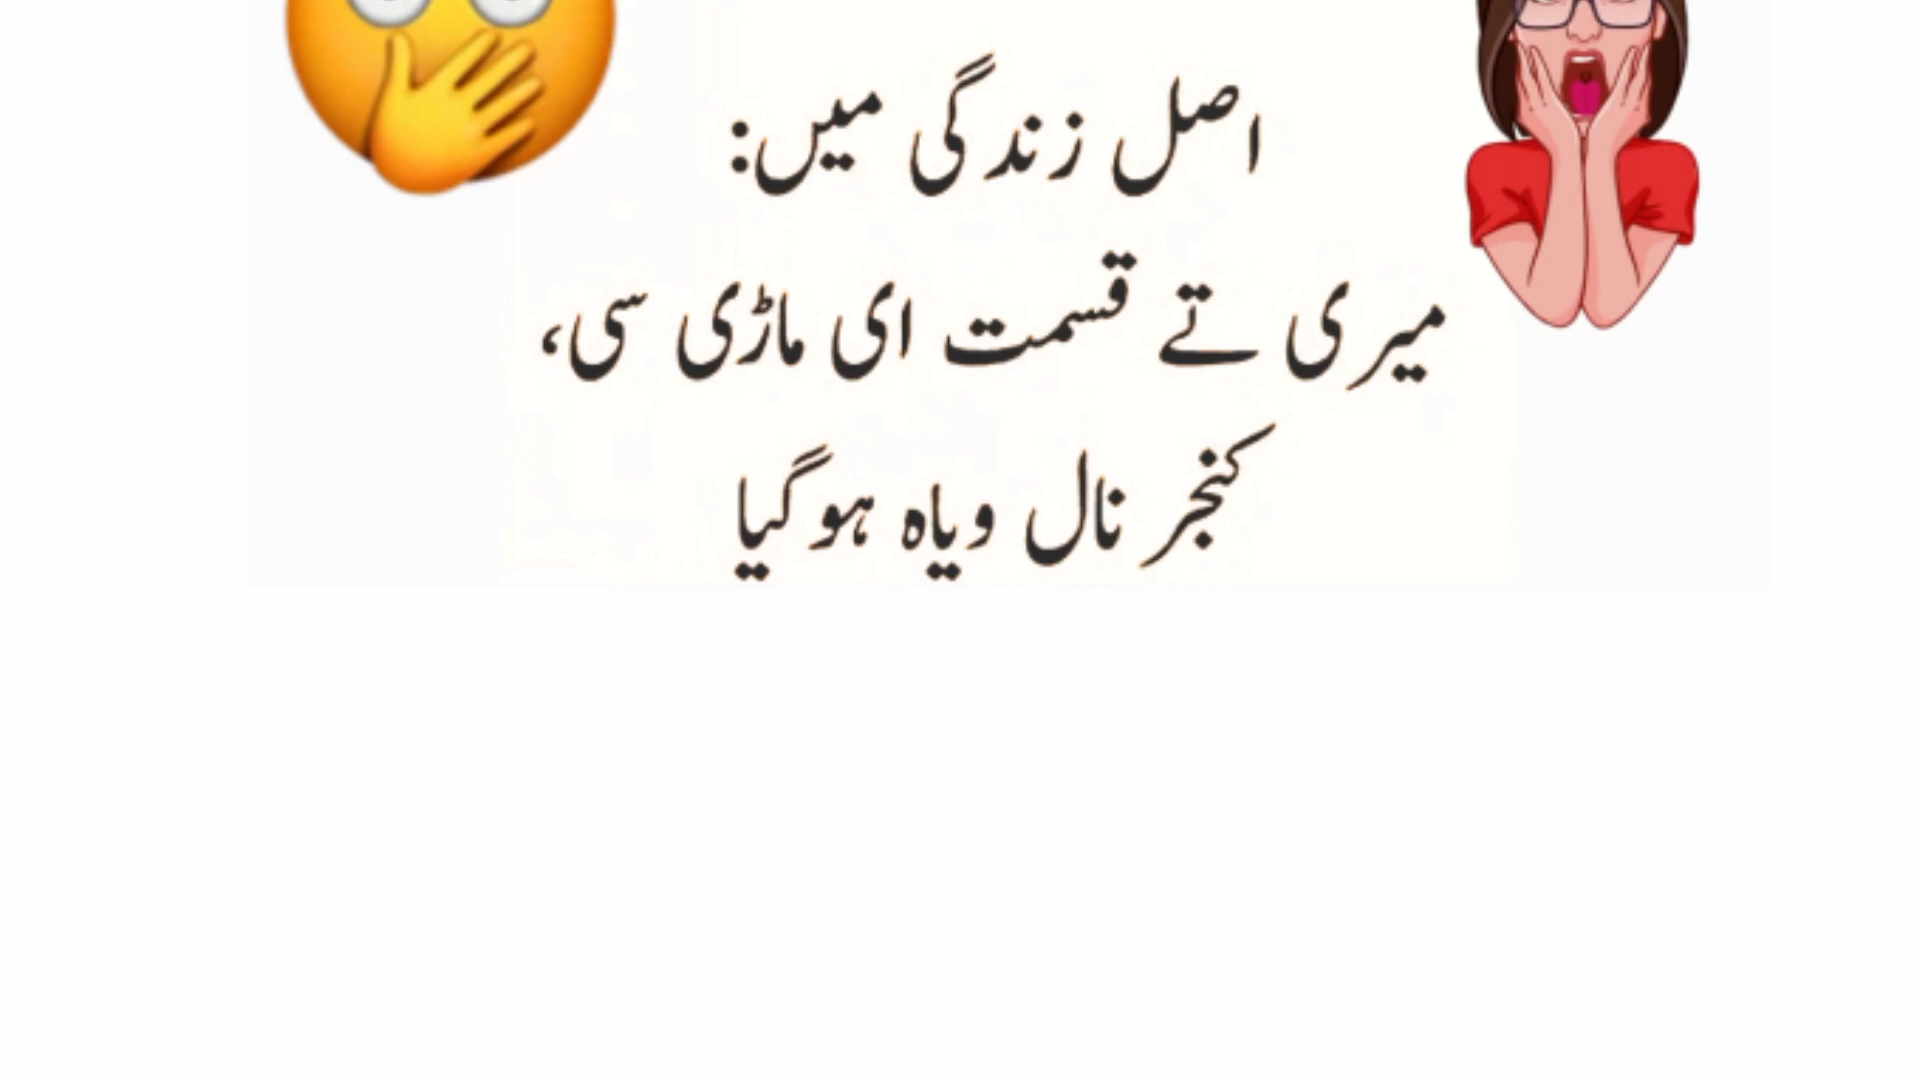 اصل زندگی میں:
میری تے قسمت ای ماڑی سی،
کنجر نال ویاہ ہوگیا